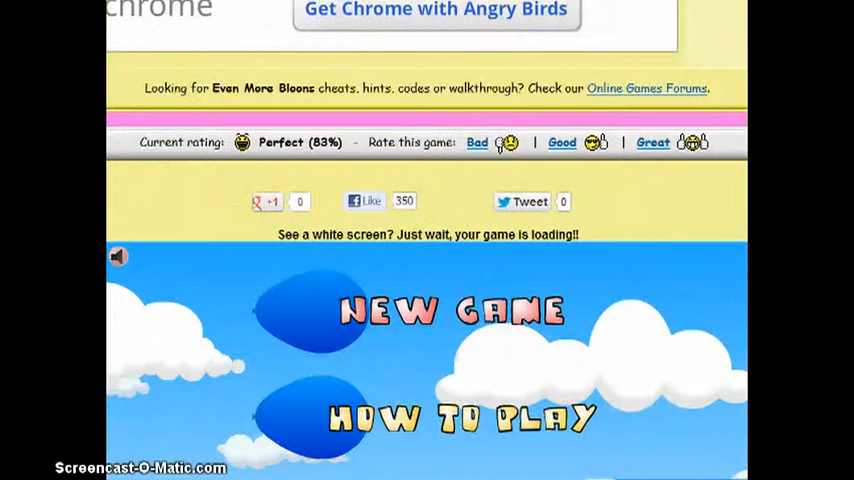 chrome
Get Chrome with Angry Birds
Looking for Even More Bloons cheats, hints, codes or walkthrough? Check our Online Games Forums.
Current rating: Perfect (83%) - Rate this game: Bad | Good | Great
+1 0 Like 350 Tweet 0
See a white screen? Just wait, your game is loading!!
NEW GAME
HOW TO PLAY
Screencast-O-Matic.com